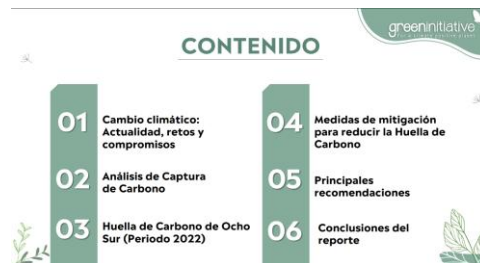 greeninitiative
CONTENIDO
01
Cambio climático:
Actualidad, retos y
compromisos
02
Análisis de Captura
de Carbono
03
Huella de Carbono de Ocho
Sur (Periodo 2022)
04
Medidas de mitigación
para reducir la Huella de
Carbono
05
Principales
recomendaciones
06
Conclusiones del
reporte